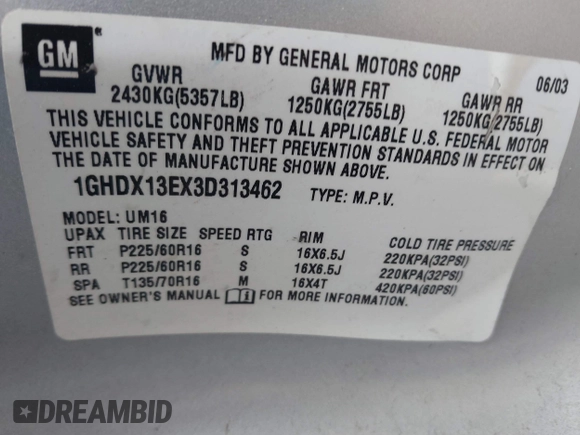 GM
MFD BY GENERAL MOTORS CORP 06/03
GVWR GAWR FRT GAWR RR
2430KG(5357LB) 1250KG(2755LB) 1250KG(2755LB)
THIS VEHICLE CONFORMS TO ALL APPLICABLE U.S. FEDERAL MOTOR
VEHICLE SAFETY AND THEFT PREVENTION STANDARDS IN EFFECT ON
THE DATE OF MANUFACTURE SHOWN ABOVE.
1GHDX13EX3D313462 TYPE: M.P.V.
MODEL: UM16
UPAX TIRE SIZE SPEED RTG RIM COLD TIRE PRESSURE
FRT P225/60R16 S 16X6.5J 220KPA(32PSI)
RR P225/60R16 S 16X6.5J 220KPA(32PSI)
SPA T135/70R16 M 16X4T 420KPA(60PSI)
SEE OWNER'S MANUAL FOR MORE INFORMATION.
DREAMBID